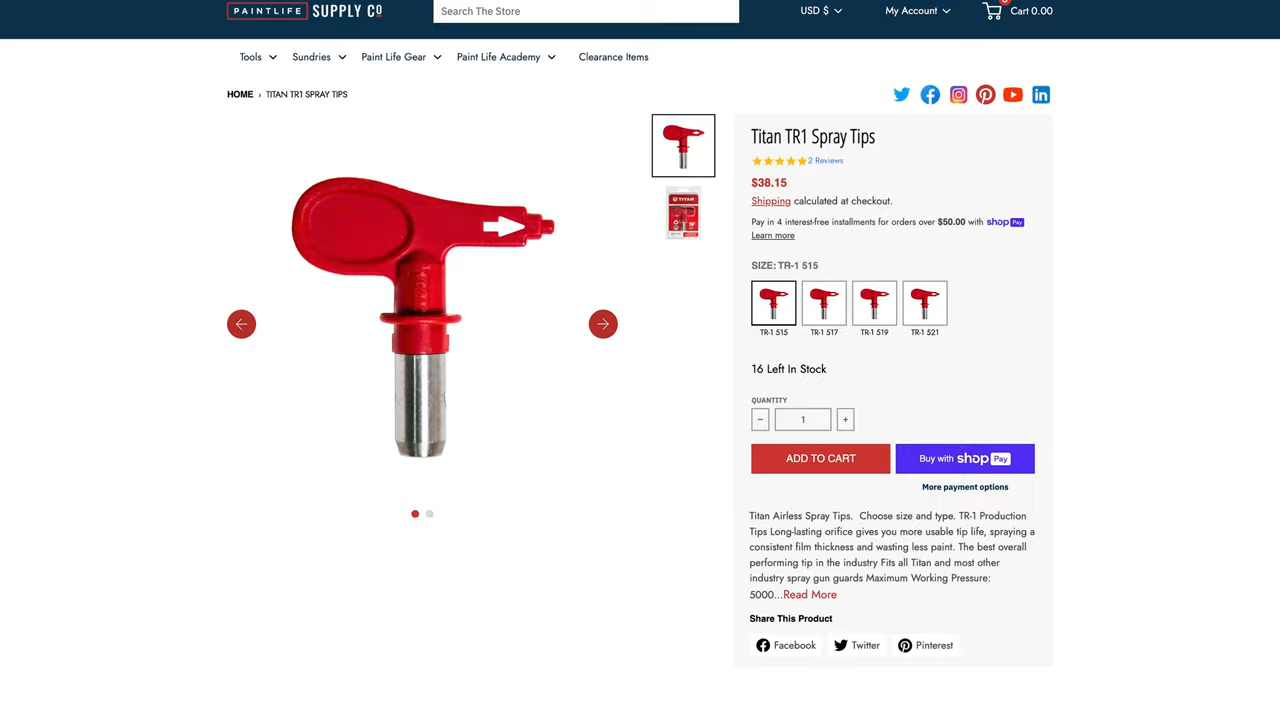 PAINTLIFE SUPPLY CO
Search The Store
USD $
My Account
Cart 0.00
Tools
Sundries
Paint Life Gear
Paint Life Academy
Clearance Items
HOME › TITAN TR1 SPRAY TIPS
TITAN
Titan TR1 Spray Tips
2 Reviews
$38.15
Shipping calculated at checkout.
Pay in 4 interest-free installments for orders over $50.00 with shop Pay
Learn more
SIZE: TR-1 515
TR-1 515
TR-1 517
TR-1 519
TR-1 521
16 Left In Stock
QUANTITY
− 1 +
ADD TO CART
Buy with shop Pay
More payment options
Titan Airless Spray Tips. Choose size and type. TR-1 Production
Tips Long-lasting orifice gives you more usable tip life, spraying a
consistent film thickness and wasting less paint. The best overall
performing tip in the industry Fits all Titan and most other
industry spray gun guards Maximum Working Pressure:
5000...Read More
Share This Product
Facebook
Twitter
Pinterest